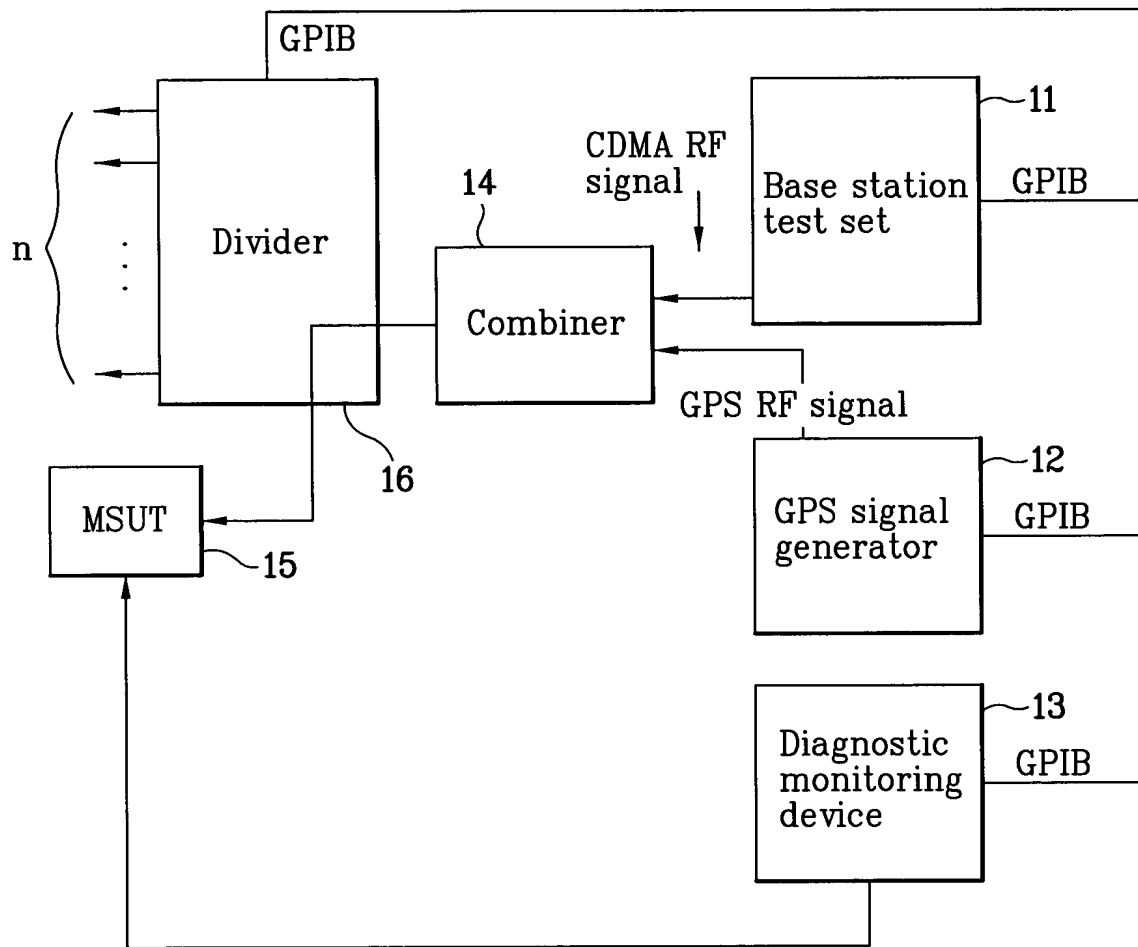 GPIB
11
CDMA RF
signal
14
Base station
test set
GPIB
n
Divider
Combiner
GPS RF signal
16
12
MSUT
GPS signal
generator
GPIB
15
13
Diagnostic
monitoring
device
GPIB